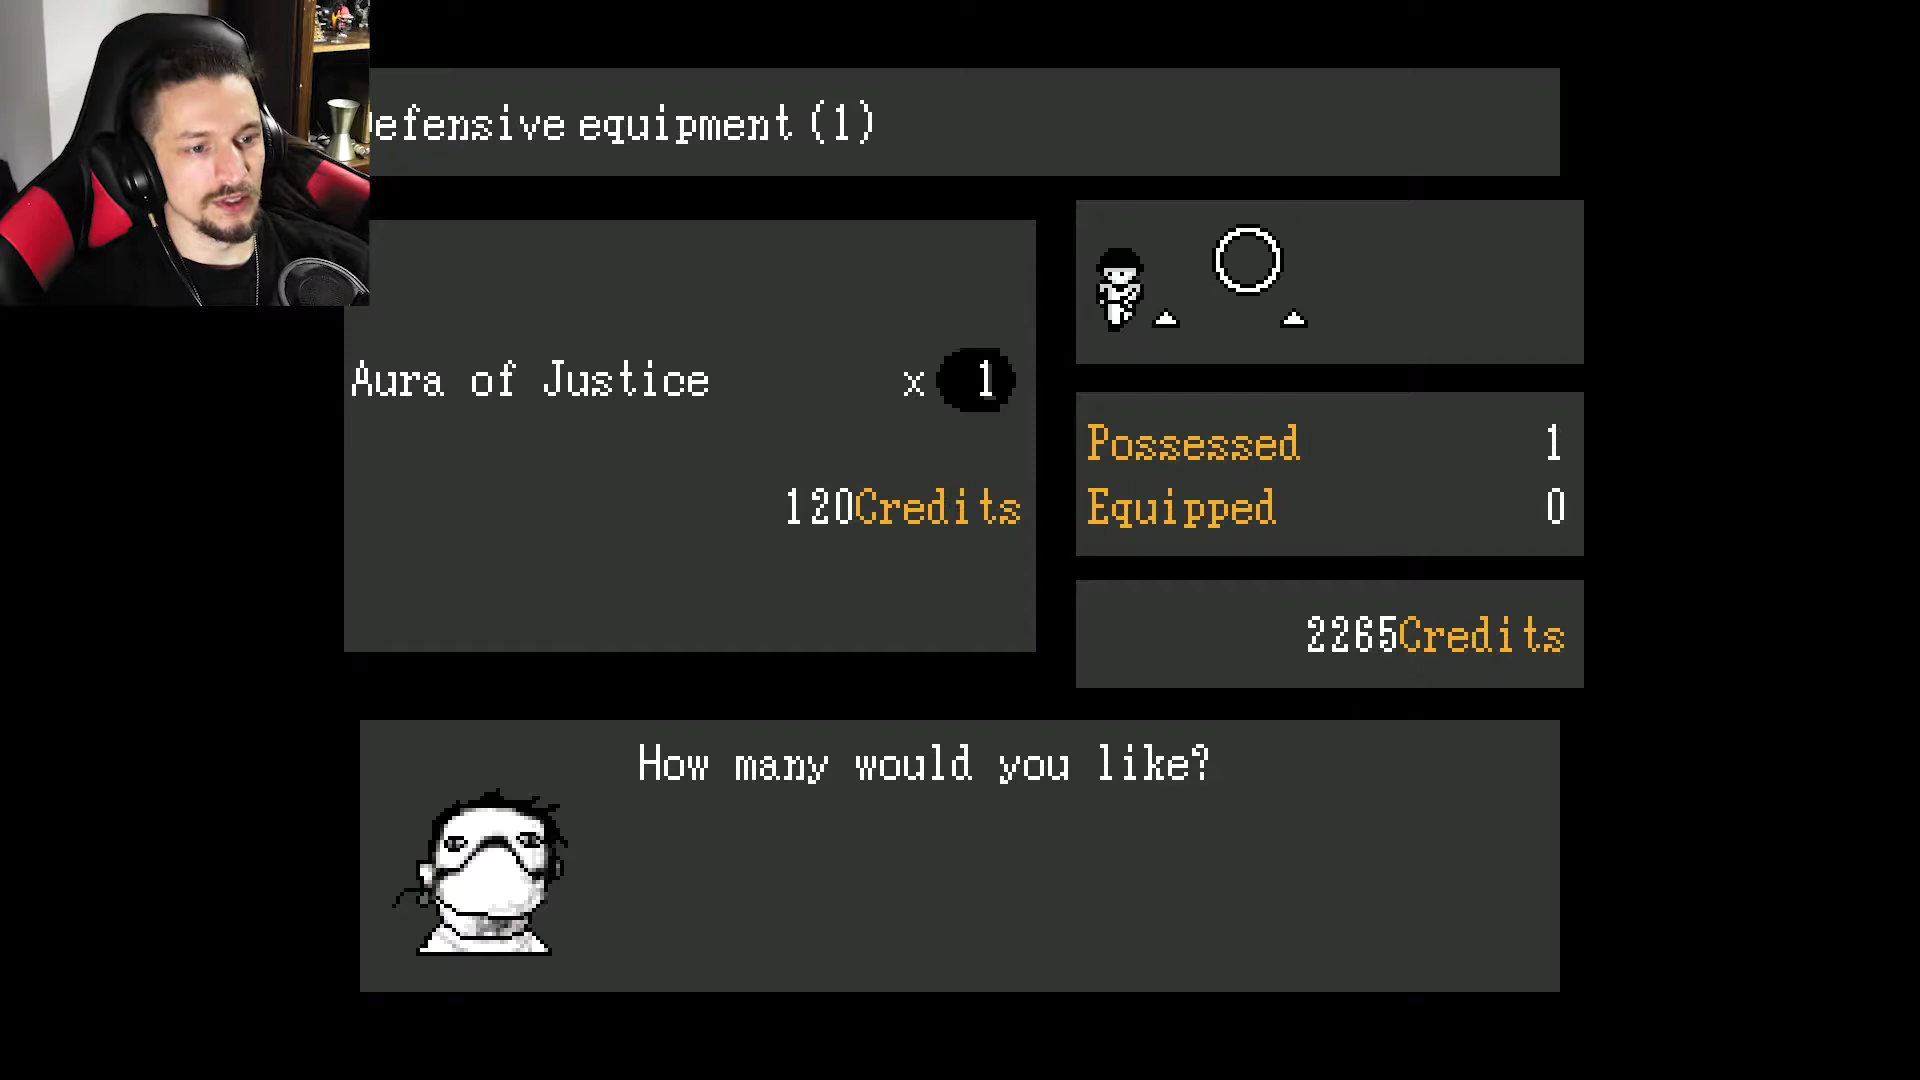 efensive equipment (1)
Aura of Justice x 1
120Credits
Possessed 1
Equipped 0
2265Credits
How many would you like?